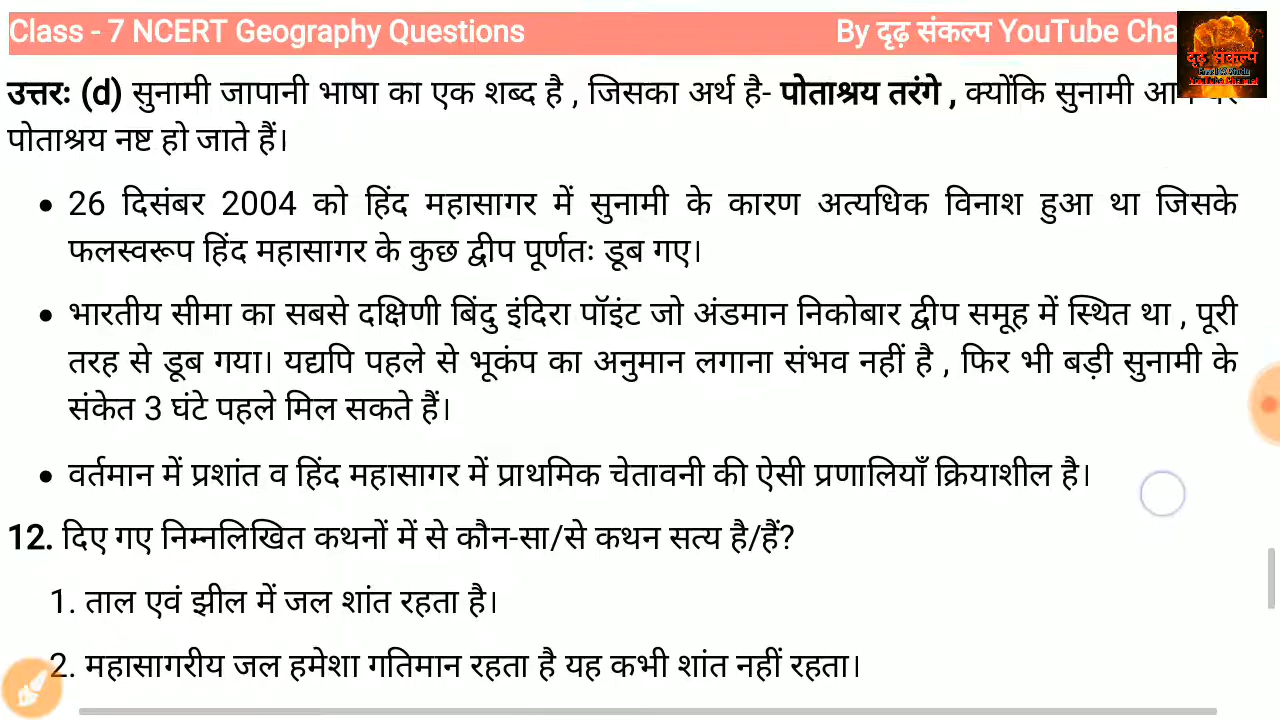 Class - 7 NCERT Geography Questions By दृढ़ संकल्प YouTube Cha
दृढ़ संकल्प
उत्तरः (d) सुनामी जापानी भाषा का एक शब्द है , जिसका अर्थ है- पोताश्रय तरंगे , क्योंकि सुनामी
पोताश्रय नष्ट हो जाते हैं।
• 26 दिसंबर 2004 को हिंद महासागर में सुनामी के कारण अत्यधिक विनाश हुआ था जिसके
फलस्वरूप हिंद महासागर के कुछ द्वीप पूर्णतः डूब गए।
• भारतीय सीमा का सबसे दक्षिणी बिंदु इंदिरा पॉइंट जो अंडमान निकोबार द्वीप समूह में स्थित था , पूरी
तरह से डूब गया। यद्यपि पहले से भूकंप का अनुमान लगाना संभव नहीं है , फिर भी बड़ी सुनामी के
संकेत 3 घंटे पहले मिल सकते हैं।
• वर्तमान में प्रशांत व हिंद महासागर में प्राथमिक चेतावनी की ऐसी प्रणालियाँ क्रियाशील है।
12. दिए गए निम्नलिखित कथनों में से कौन-सा/से कथन सत्य है/हैं?
1. ताल एवं झील में जल शांत रहता है।
2. महासागरीय जल हमेशा गतिमान रहता है यह कभी शांत नहीं रहता।